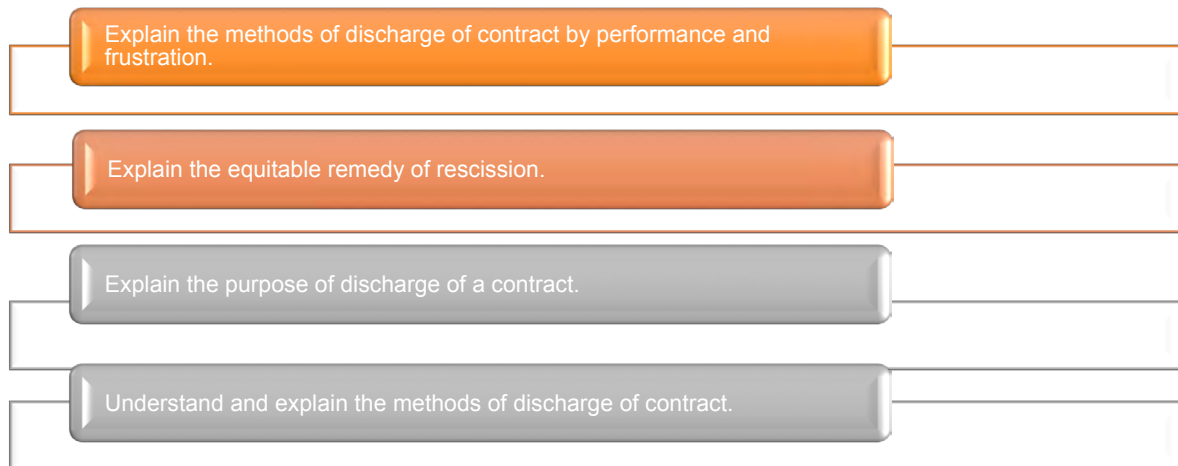 Explain the methods of discharge of contract by performance and
frustration.
Explain the equitable remedy of rescission.
Explain the purpose of discharge of a contract.
Understand and explain the methods of discharge of contract.